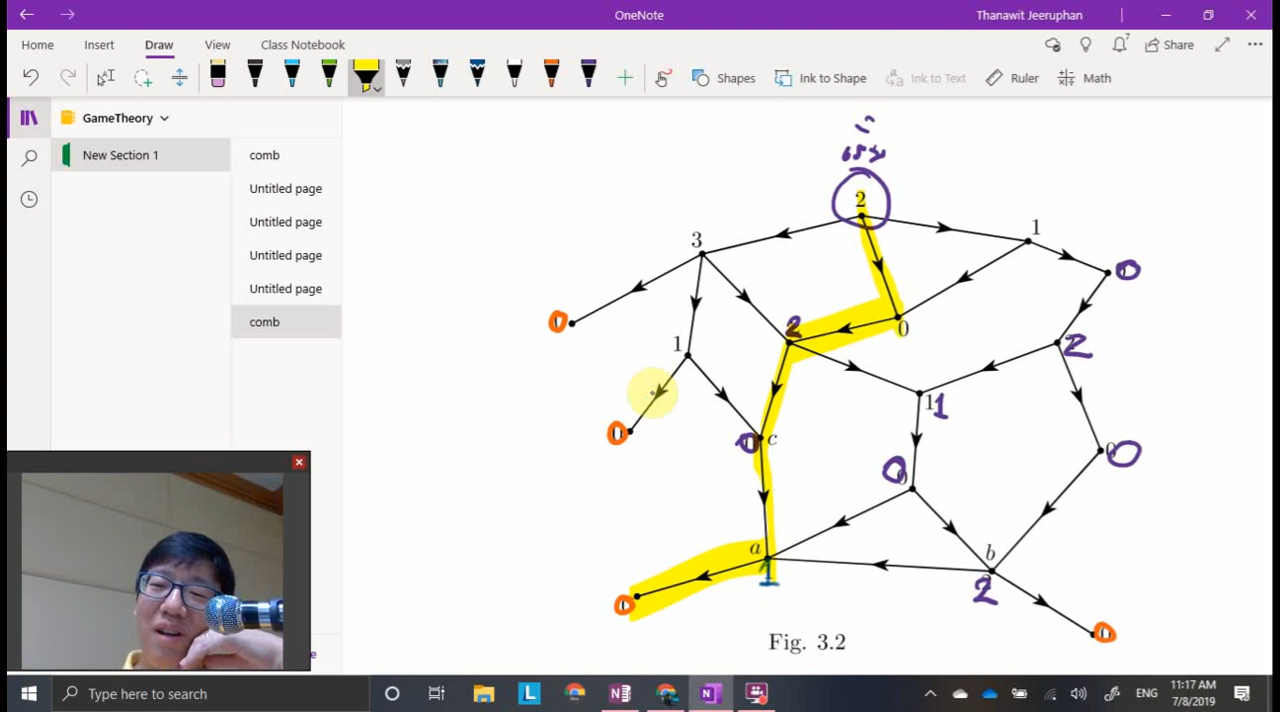 OneNote
Thanawit Jeeruphan
Home
Insert
Draw
View
Class Notebook
7
Share
Shapes
Ink to Shape
Ink to Text
Ruler
Math
GameTheory
New Section 1
comb
Untitled page
Untitled page
Untitled page
Untitled page
comb
2
3
1
0
0
2
0
2
1
0
1 1
0
c
0
0
0
a
b
1
2
0
0
Fig. 3.2
e
Type here to search
L
N
N
ENG
11:17 AM
7/8/2019